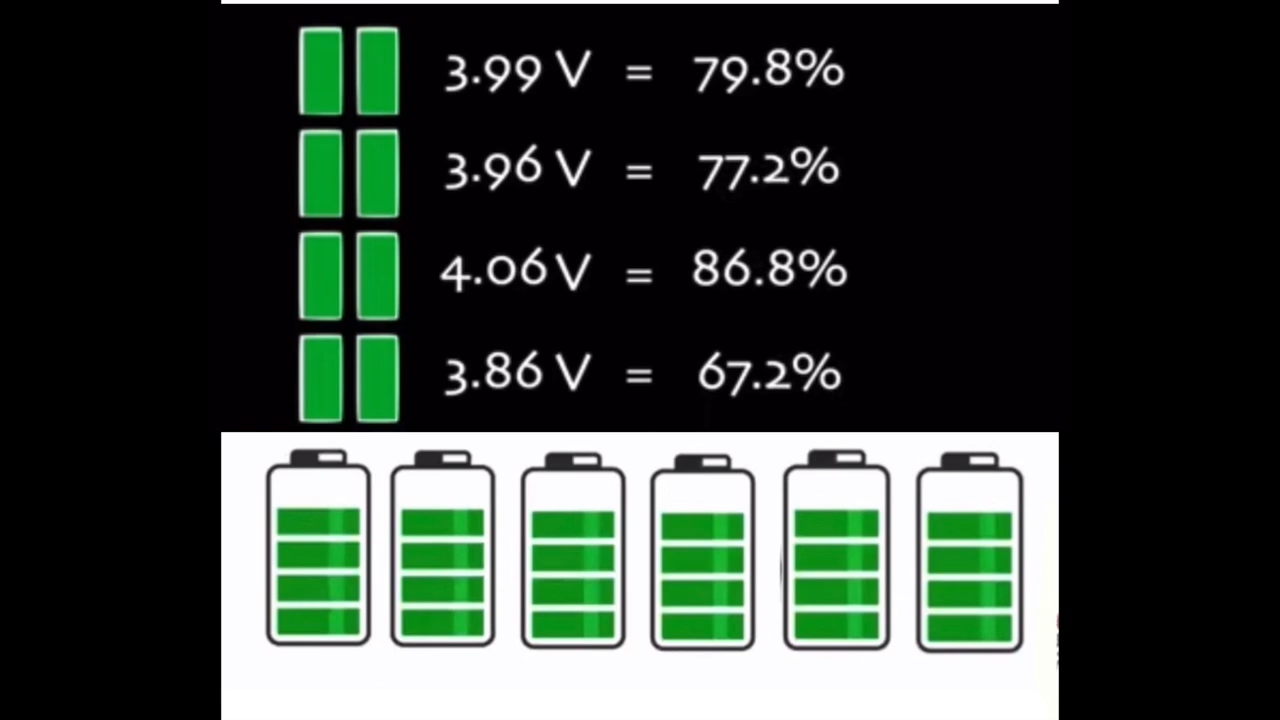 3.99 V = 79.8%
3.96 V = 77.2%
4.06 V = 86.8%
3.86 V = 67.2%